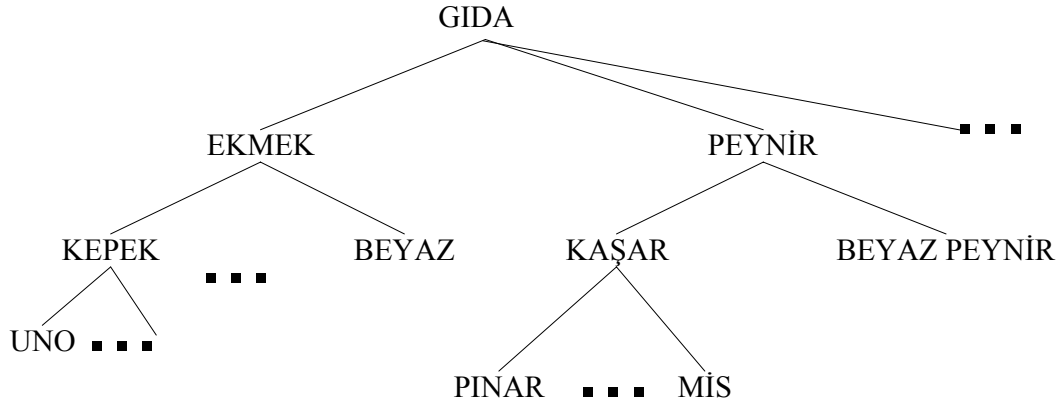 GIDA
EKMEK PEYNİR
KEPEK BEYAZ KAŞAR BEYAZ PEYNİR
UNO
PINAR MİS